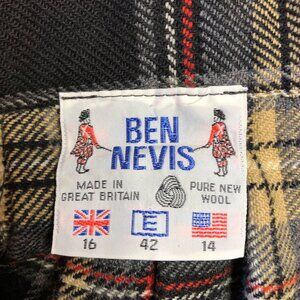 BEN
NEVIS
MADE IN
GREAT BRITAIN
PURE NEW
WOOL
E
16
42
14